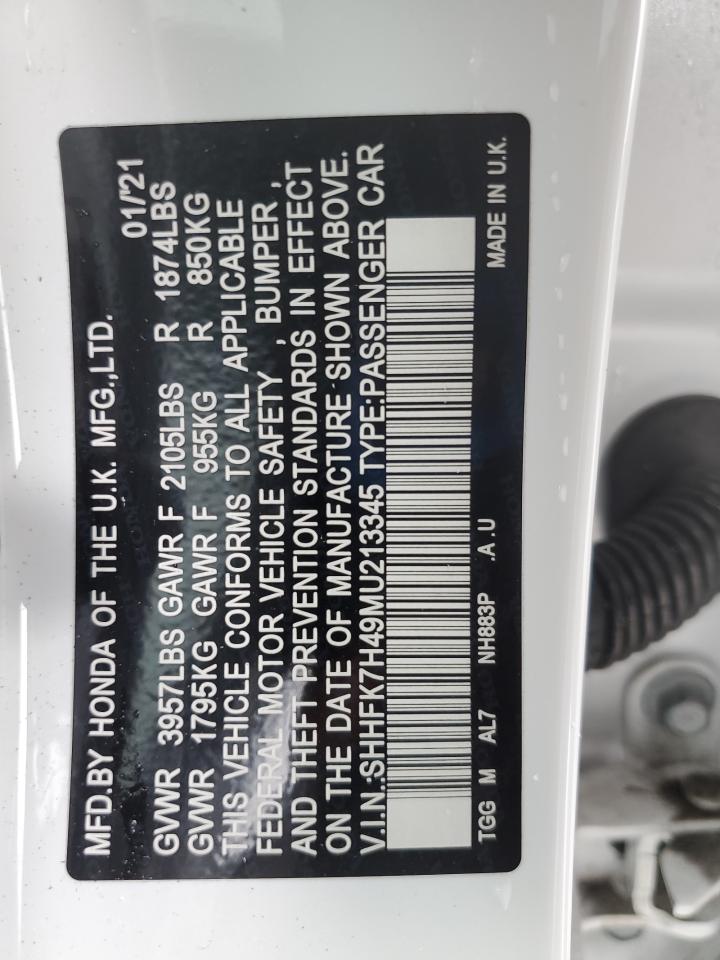 MFD.BY HONDA OF THE U.K. MFG.,LTD. 01/'21
GVWR 3957LBS GAWR F 2105LBS R 1874LBS
GVWR 1795KG GAWR F 955KG R 850KG
THIS VEHICLE CONFORMS TO ALL APPLICABLE
FEDERAL MOTOR VEHICLE SAFETY , BUMPER ,
AND THEFT PREVENTION STANDARDS IN EFFECT
ON THE DATE OF MANUFACTURE SHOWN ABOVE.
V.I.N.:SHHFK7H49MU213345 TYPE:PASSENGER CAR
TGG M AL7 NH883P .A .U MADE IN U.K.